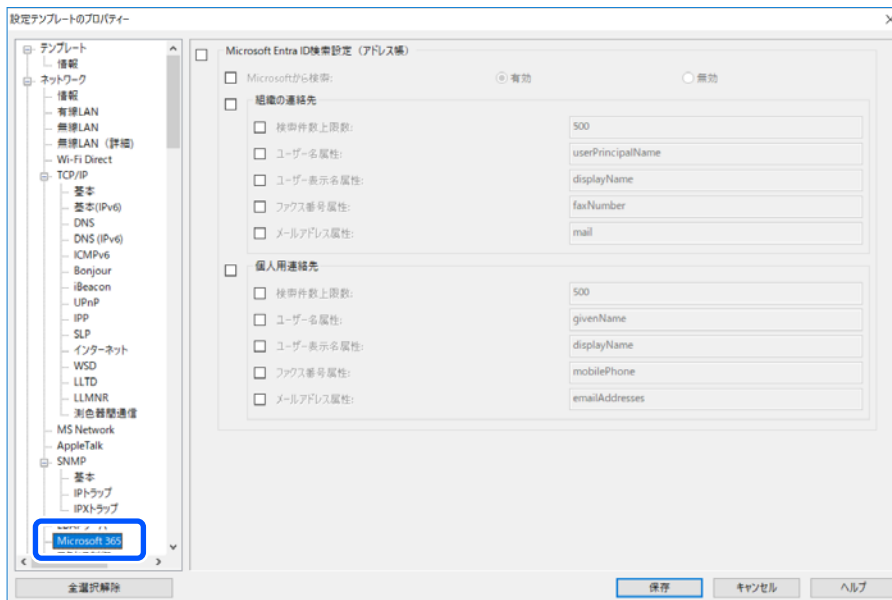 設定テンプレートのプロパティー
テンプレート
情報
ネットワーク
情報
有線LAN
無線LAN
無線LAN（詳細）
Wi-Fi Direct
TCP/IP
基本
基本(IPv6)
DNS
DNS (IPv6)
ICMPv6
Bonjour
iBeacon
UPnP
IPP
SLP
インターネット
WSD
LLTD
LLMNR
測色器間通信
MS Network
AppleTalk
SNMP
基本
IPトラップ
IPXトラップ
Microsoft 365
Microsoft Entra ID検索設定（アドレス帳）
Microsoftから検索: 有効 無効
組織の連絡先
検索件数上限数: 500
ユーザー名属性: userPrincipalName
ユーザー表示名属性: displayName
ファクス番号属性: faxNumber
メールアドレス属性: mail
個人用連絡先
検索件数上限数: 500
ユーザー名属性: givenName
ユーザー表示名属性: displayName
ファクス番号属性: mobilePhone
メールアドレス属性: emailAddresses
全選択解除
保存
キャンセル
ヘルプ